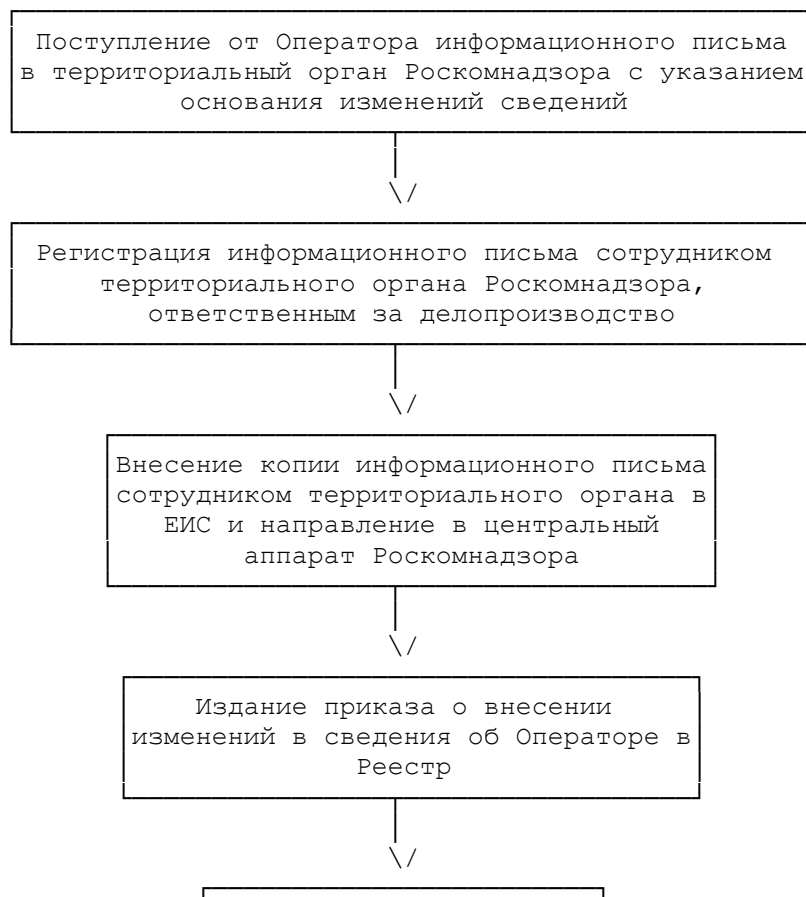 Поступление от Оператора информационного письма
в территориальный орган Роскомнадзора с указанием
основания изменений сведений
Регистрация информационного письма сотрудником
территориального органа Роскомнадзора,
ответственным за делопроизводство
Внесение копии информационного письма
сотрудником территориального органа в
ЕИС и направление в центральный
аппарат Роскомнадзора
Издание приказа о внесении
изменений в сведения об Операторе в
Реестр